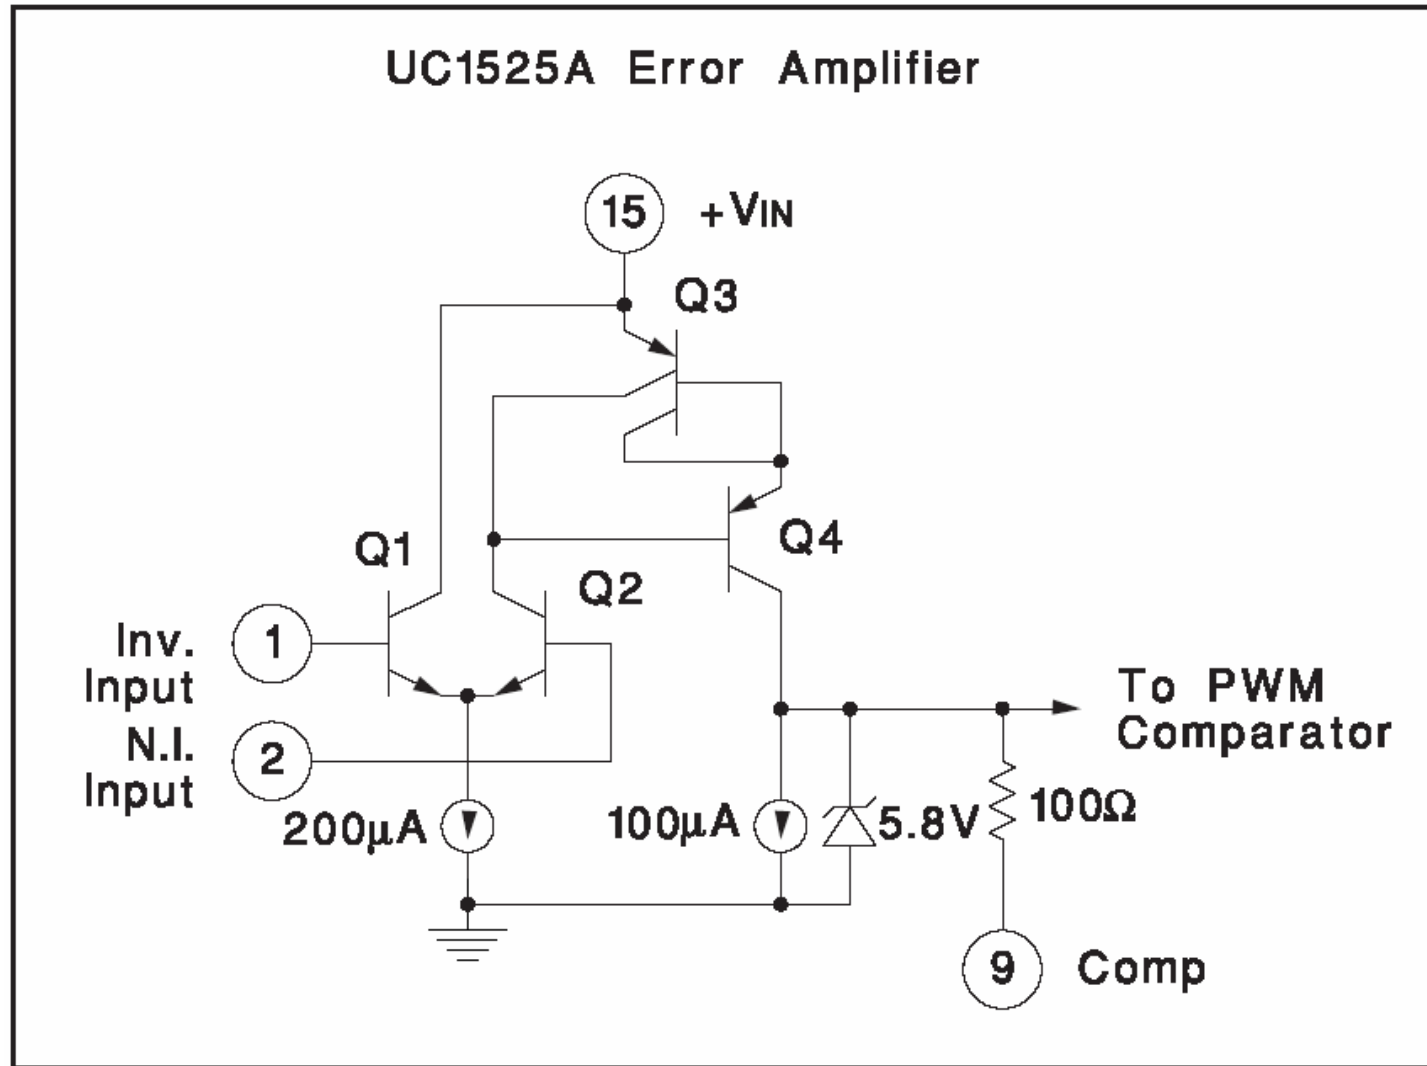 UC1525A Error Amplifier
15 +VIN
Q3
Q4
Q1
Q2
Inv.
Input
1
N.I.
Input
2
To PWM
Comparator
200µA
100µA
5.8V
100Ω
9 Comp